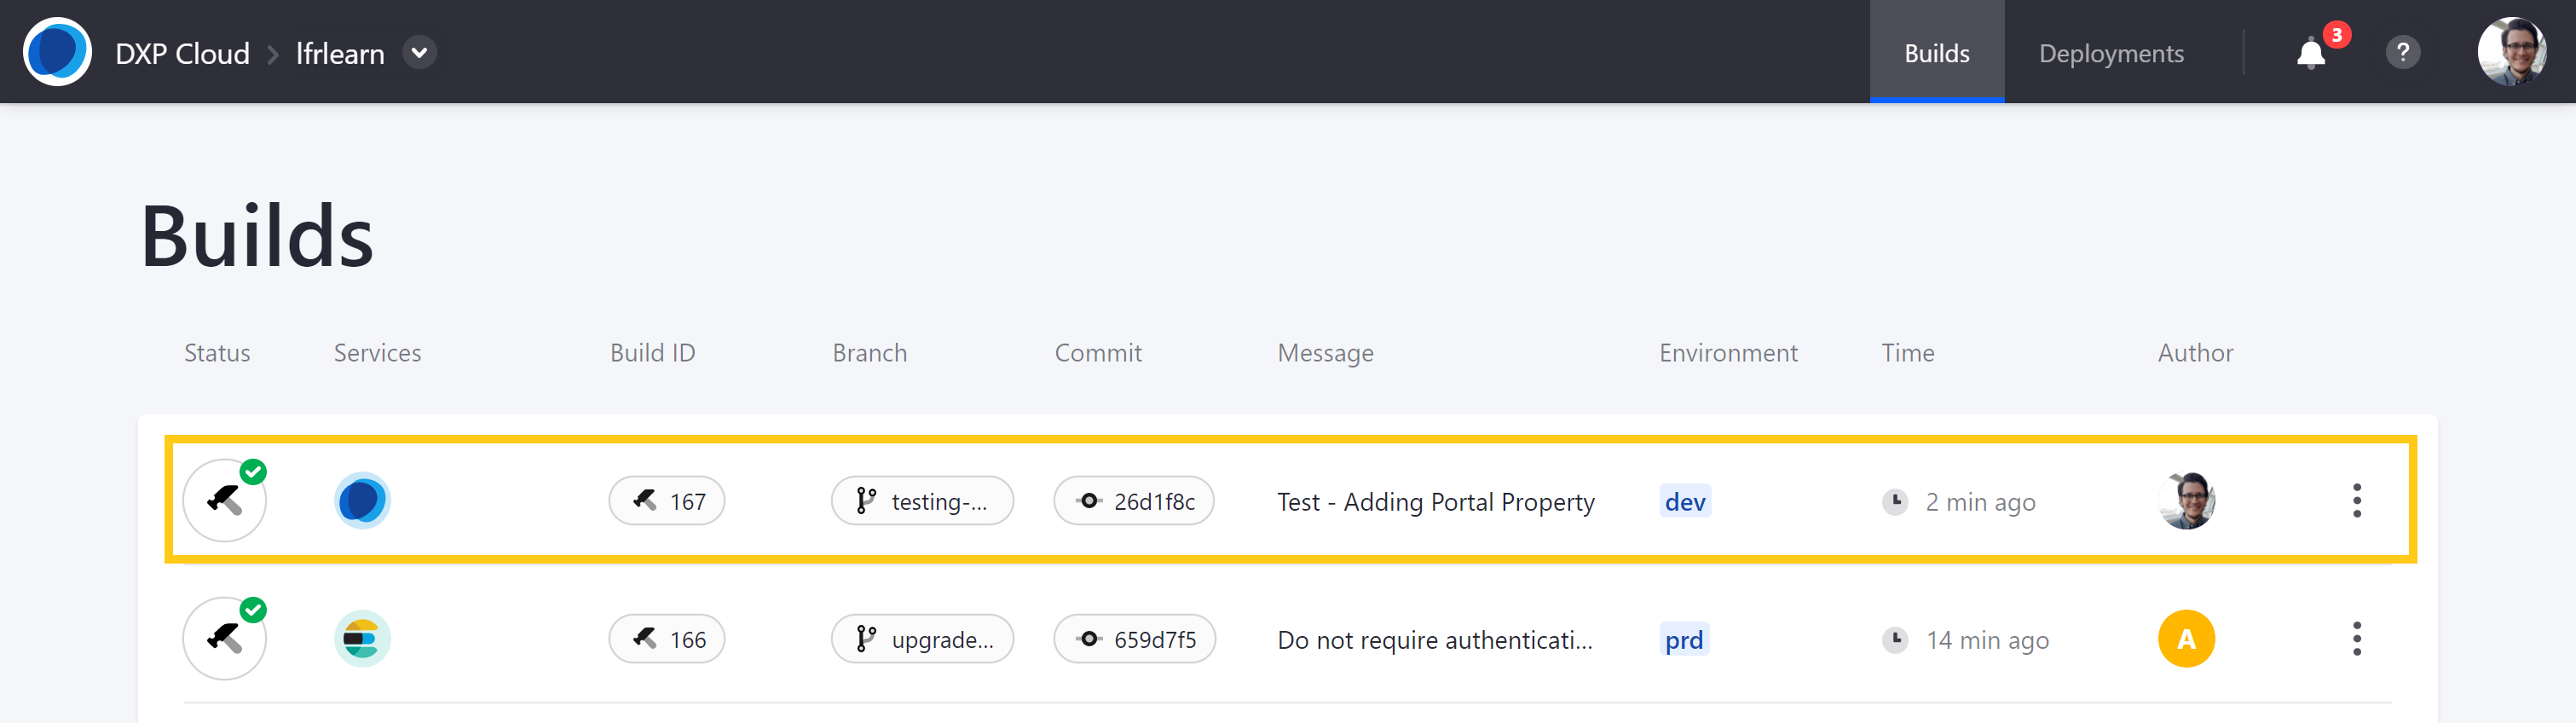 DXP Cloud lfrlearn Builds Deployments 3 ?
Builds
Status Services Build ID Branch Commit Message Environment Time Author
167 testing-... 26d1f8c Test - Adding Portal Property dev 2 min ago
166 upgrade... 659d7f5 Do not require authenticati... prd 14 min ago A